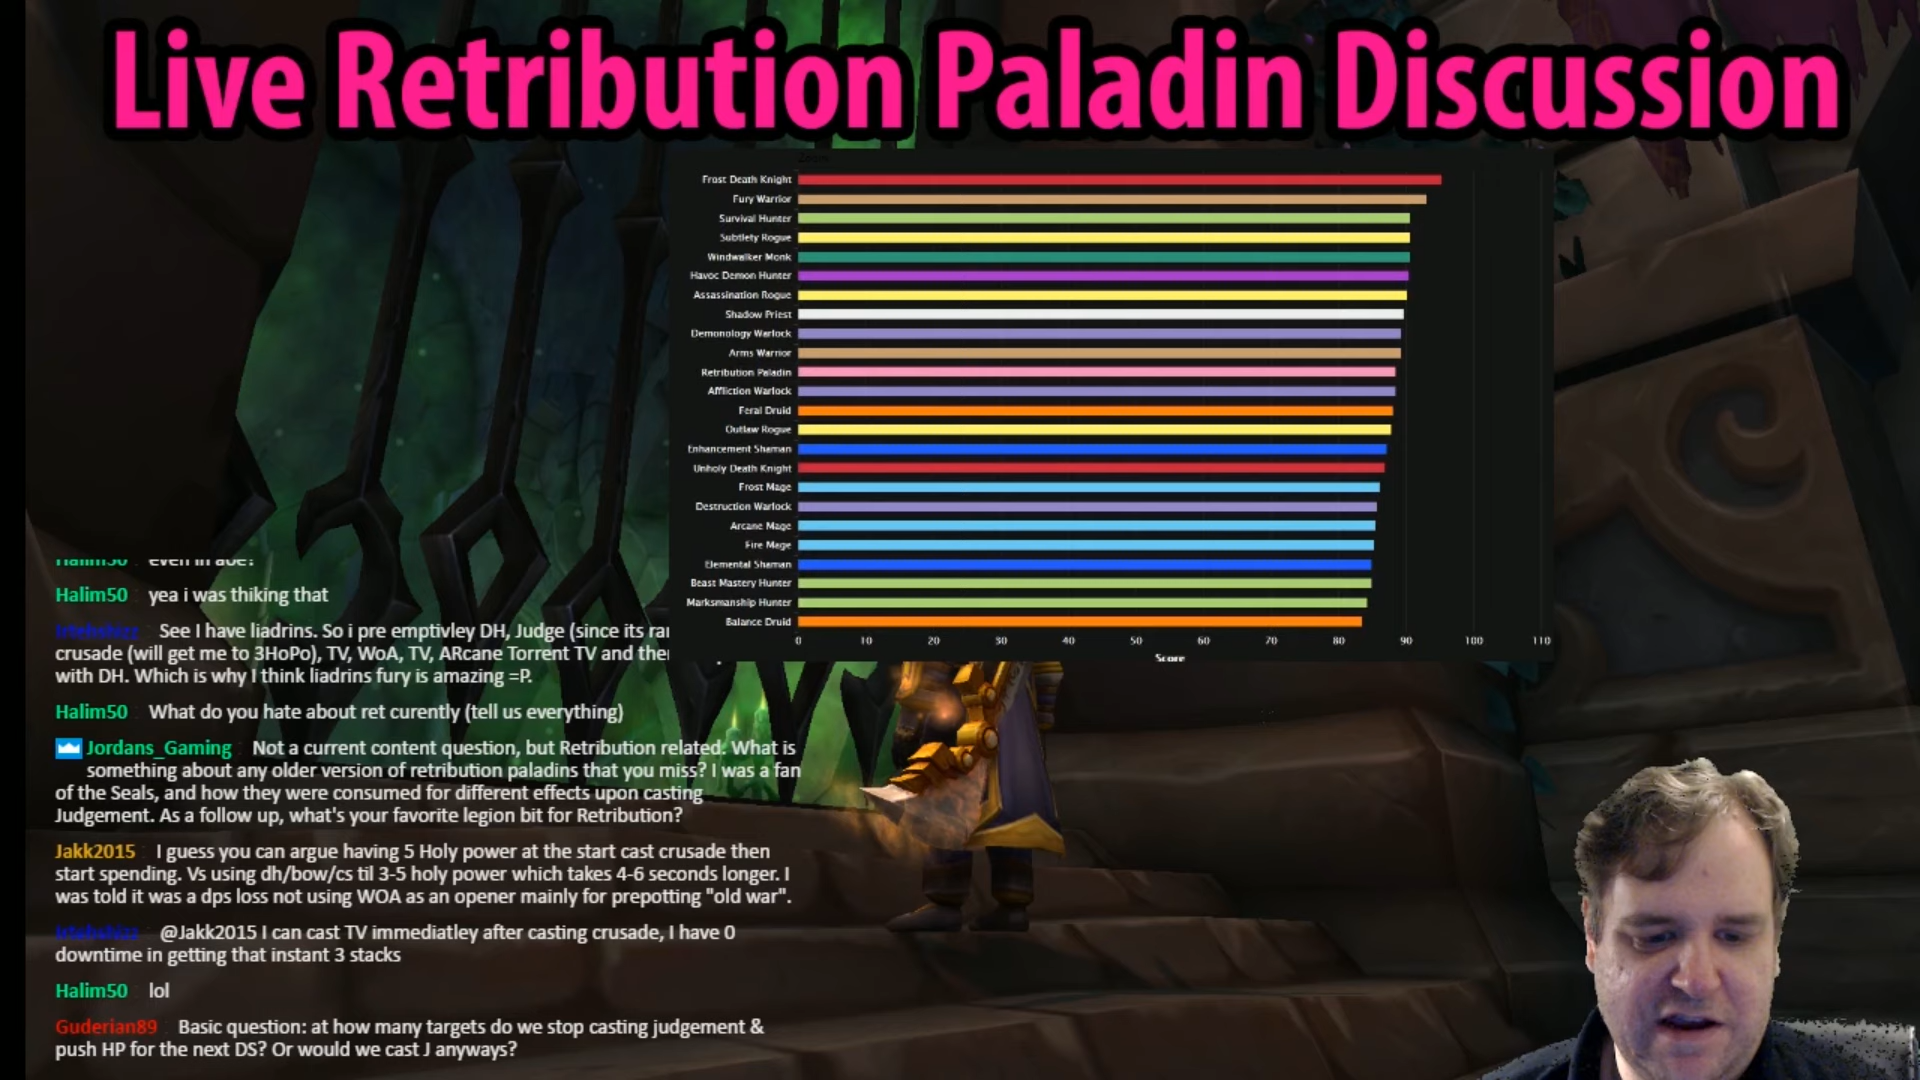 Live Retribution Paladin Discussion
Frost Death Knight
Fury Warrior
Survival Hunter
Subtlety Rogue
Windwalker Monk
Havoc Demon Hunter
Assassination Rogue
Shadow Priest
Demonology Warlock
Arms Warrior
Retribution Paladin
Affliction Warlock
Feral Druid
Outlaw Rogue
Enhancement Shaman
Unholy Death Knight
Frost Mage
Destruction Warlock
Arcane Mage
Fire Mage
Elemental Shaman
Beast Mastery Hunter
Marksmanship Hunter
Balance Druid
0 10 20 30 40 50 60 70 80 90 100 110
Score
Halim50 even in aoe?
Halim50 yea i was thiking that
See I have liadrins. So i pre emptivley DH, Judge (since its
crusade (will get me to 3HoPo), TV, WoA, TV, ARcane Torrent TV and
with DH. Which is why I think liadrins fury is amazing =P.
Halim50 What do you hate about ret curently (tell us everything)
Jordans_Gaming Not a current content question, but Retribution related. What is
something about any older version of retribution paladins that you miss? I was a fan
of the Seals, and how they were consumed for different effects upon casting
Judgement. As a follow up, what's your favorite legion bit for Retribution?
Jakk2015 I guess you can argue having 5 Holy power at the start cast crusade then
start spending. Vs using dh/bow/cs til 3-5 holy power which takes 4-6 seconds longer. I
was told it was a dps loss not using WOA as an opener mainly for prepotting "old war".
@Jakk2015 I can cast TV immediatley after casting crusade, I have 0
downtime in getting that instant 3 stacks
Halim50 lol
Guderian89 Basic question: at how many targets do we stop casting judgement &
push HP for the next DS? Or would we cast J anyways?